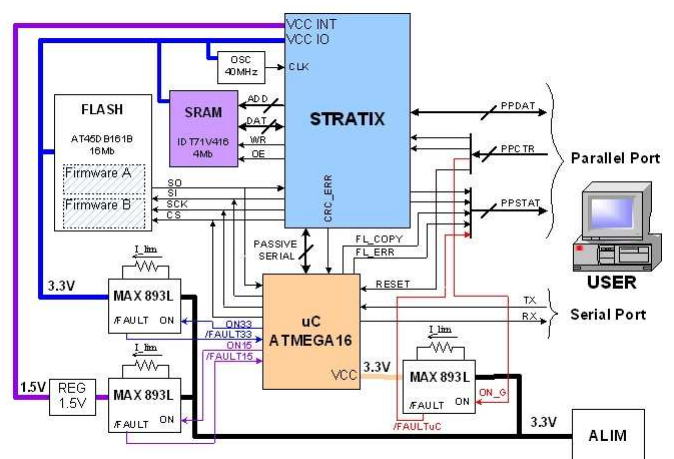 VCC INT
VCC IO
OSC
40MHz
CLK
FLASH
AT45DB161B
16Mb
Firmware A
Firmware B
SRAM
IDT71V416
4Mb
ADD
DAT
WR
OE
STRATIX
CRC_ERR
PPDAT
PPCTR
PPSTAT
Parallel Port
SO
SI
SCK
CS
PASSIVE
SERIAL
FL_COPY
FL_ERR
RESET
USER
TX
RX
Serial Port
uC
ATMEGA16
VCC
3.3V
I_lim
MAX 893L
/FAULT
ON
3.3V
ON33
/FAULT33
ON15
/FAULT15
I_lim
MAX 893L
/FAULT
ON
1.5V
REG
1.5V
I_lim
MAX 893L
/FAULT
ON
ON_G
/FAULTuC
3.3V
ALIM